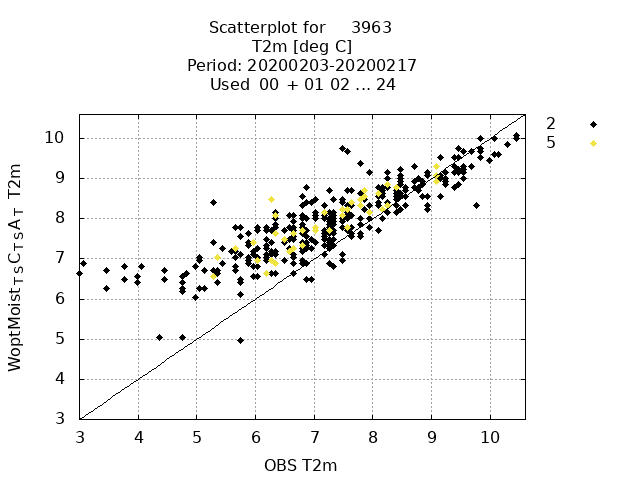 Scatterplot for 3963
T2m [deg C]
Period: 20200203-20200217
Used 00 + 01 02 ... 24
2
5
10
9
8
7
6
5
4
3
WoptMoistTSCTSAT T2m
3 4 5 6 7 8 9 10
OBS T2m